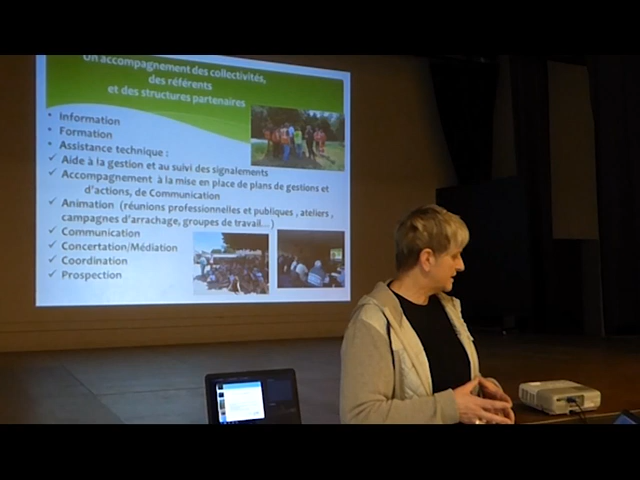 Un accompagnement des collectivités,
des référents
et des structures partenaires
• Information
• Formation
• Assistance technique :
✓ Aide à la gestion et au suivi des signalements
✓ Accompagnement à la mise en place de plans de gestions et
d'actions, de Communication
✓ Animation (réunions professionnelles et publiques , ateliers ,
campagnes d'arrachage, groupes de travail... )
✓ Communication
✓ Concertation/Médiation
✓ Coordination
✓ Prospection